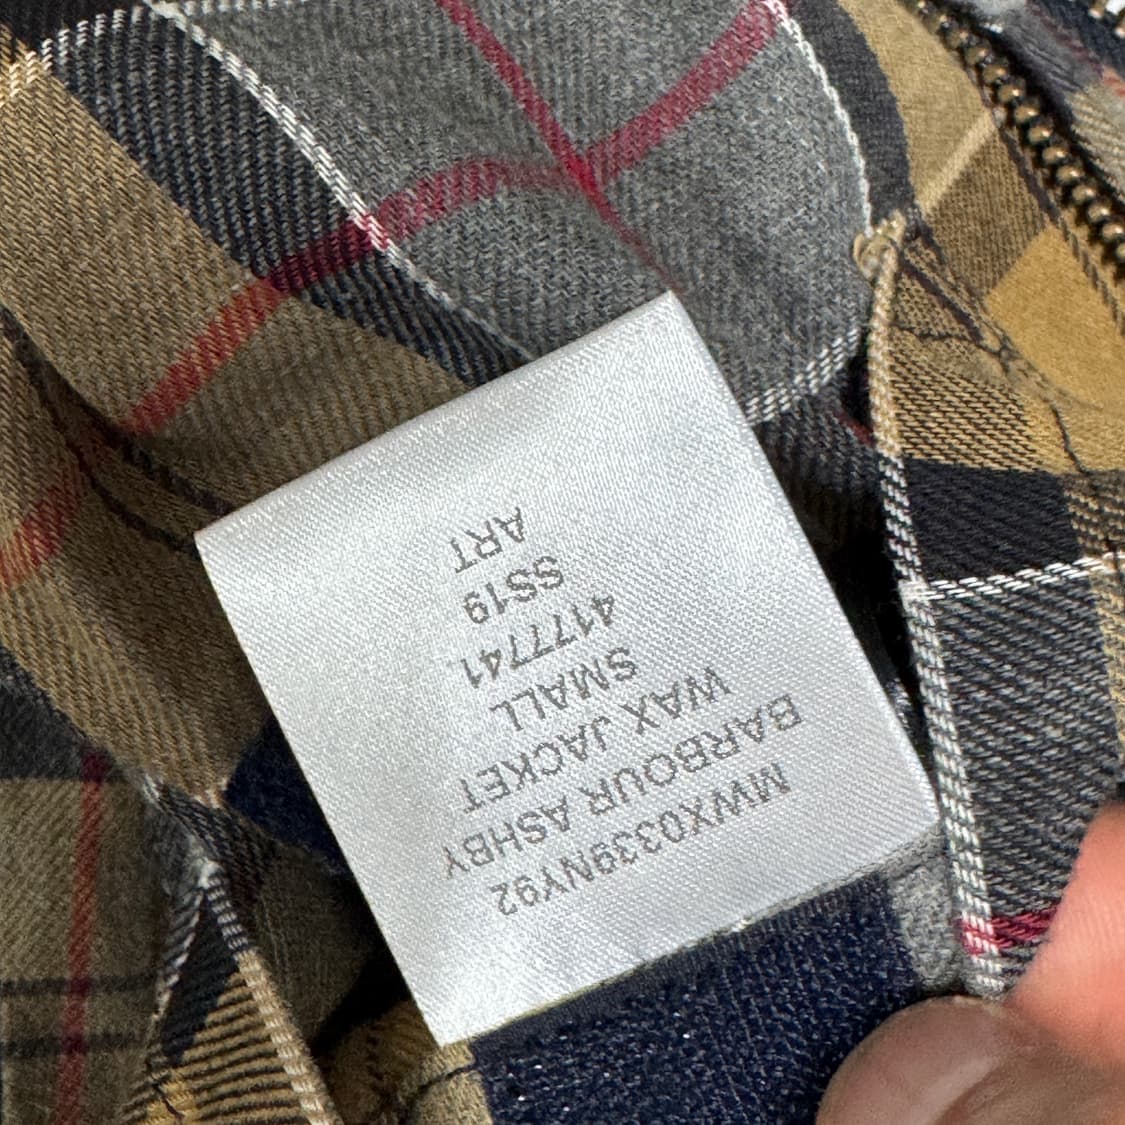 MWX0339NY92
BARBOUR ASHBY
WAX JACKET
SMALL
4177741
SS19
ART